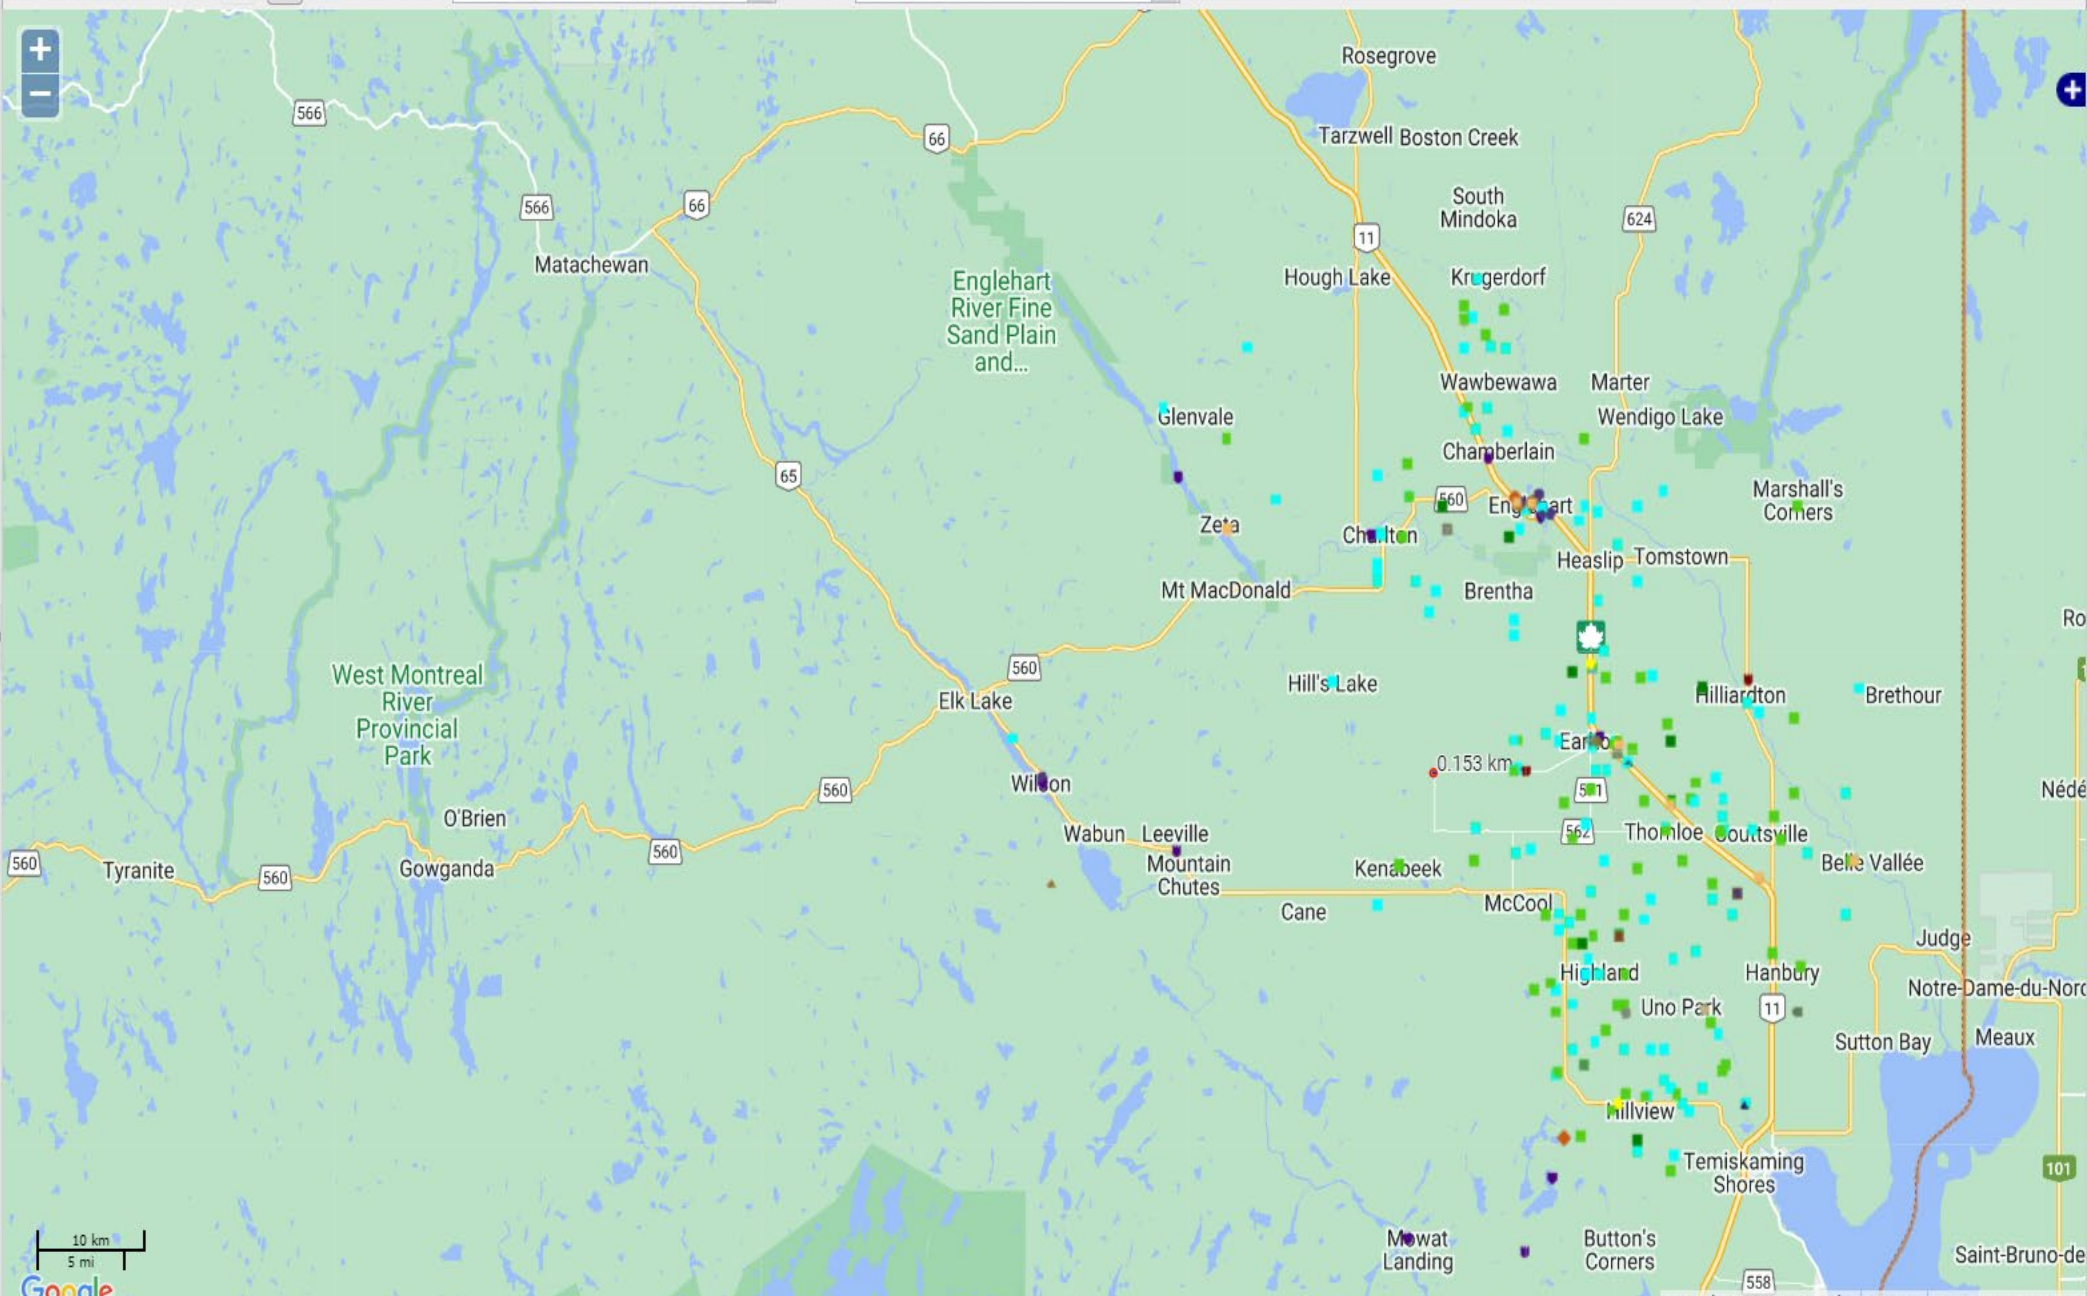 +
−
+
Rosegrove
566
66
Tarzwell
Boston Creek
566
66
South
Mindoka
624
11
Matachewan
Hough Lake
Krugerdorf
Englehart
River Fine
Sand Plain
and...
Wawbewawa
Marter
Glenvale
Wendigo Lake
Chamberlain
65
Marshall's
Corners
560
Englehart
Zeta
Charlton
Heaslip
Tomstown
Mt MacDonald
Brentha
Ro
560
West Montreal
River
Provincial
Park
Hill's Lake
Hilliardton
Brethour
Elk Lake
Earlton
0.153 km
Wilson
560
571
Nédé
O'Brien
Wabun
Leeville
562
Thornloe
Couttsville
560
560
Tyranite
560
Gowganda
Mountain
Chutes
Kenabeek
Belle Vallée
Cane
McCool
Judge
Highland
Hanbury
Notre-Dame-du-Nord
Uno Park
11
Sutton Bay
Meaux
Hillview
Temiskaming
Shores
101
10 km
5 mi
Mowat
Landing
Button's
Corners
Saint-Bruno-de
558
Google